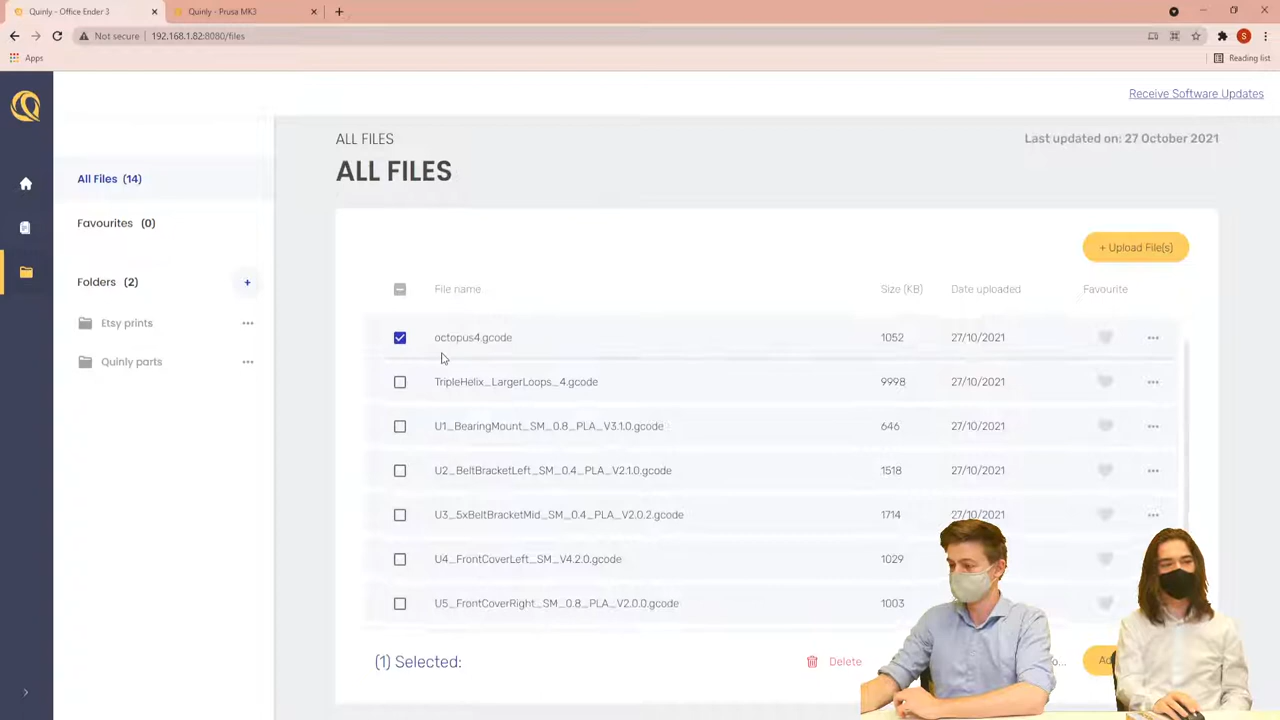 Quinly - Office Ender 3
Quinly - Prusa MK3
Not secure
192.168.1.82:8080/files
S
Apps
Reading list
Receive Software Updates
ALL FILES
Last updated on: 27 October 2021
ALL FILES
All Files (14)
Favourites (0)
Folders (2)
+
Etsy prints
Quinly parts
+ Upload File(s)
File name Size (KB) Date uploaded Favourite
octopus4.gcode 1052 27/10/2021
TripleHelix_LargerLoops_4.gcode 9998 27/10/2021
U1_BearingMount_SM_0.8_PLA_V3.1.0.gcode 646 27/10/2021
U2_BeltBracketLeft_SM_0.4_PLA_V2.1.0.gcode 1518 27/10/2021
U3_5xBeltBracketMid_SM_0.4_PLA_V2.0.2.gcode 1714 27/10/2021
U4_FrontCoverLeft_SM_V4.2.0.gcode 1029
U5_FrontCoverRight_SM_0.8_PLA_V2.0.0.gcode 1003
(1) Selected:
Delete